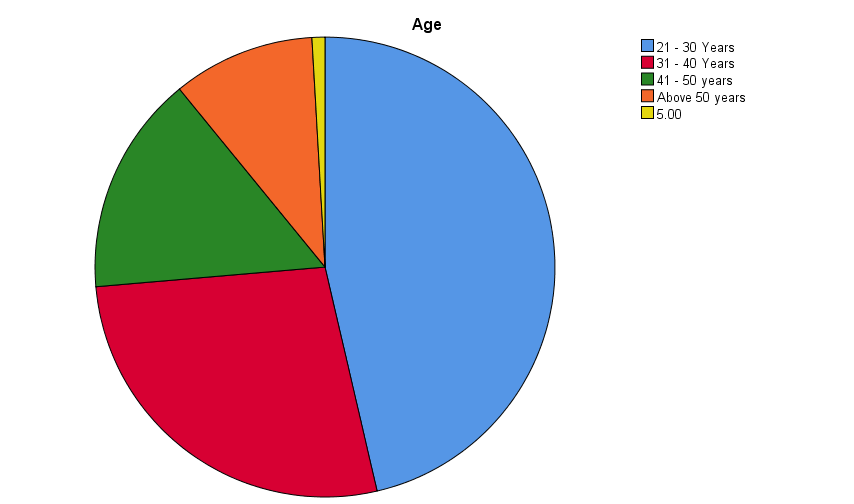 Age
21 - 30 Years
31 - 40 Years
41 - 50 years
Above 50 years
5.00